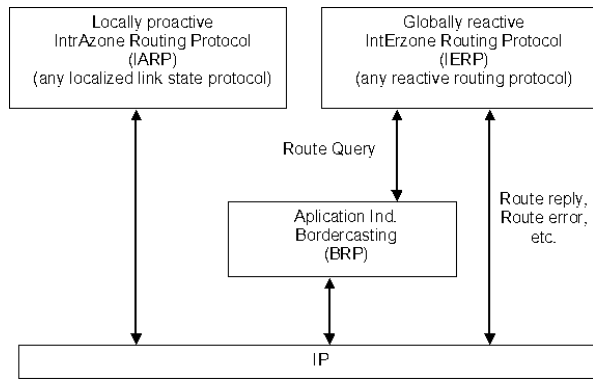 Locally proactive
IntrAzone Routing Protocol
(IARP)
(any localized link state protocol)
Globally reactive
IntErzone Routing Protocol
(IERP)
(any reactive routing protocol)
Route Query
Route reply,
Route error,
etc.
Aplication Ind.
Bordercasting
(BRP)
IP